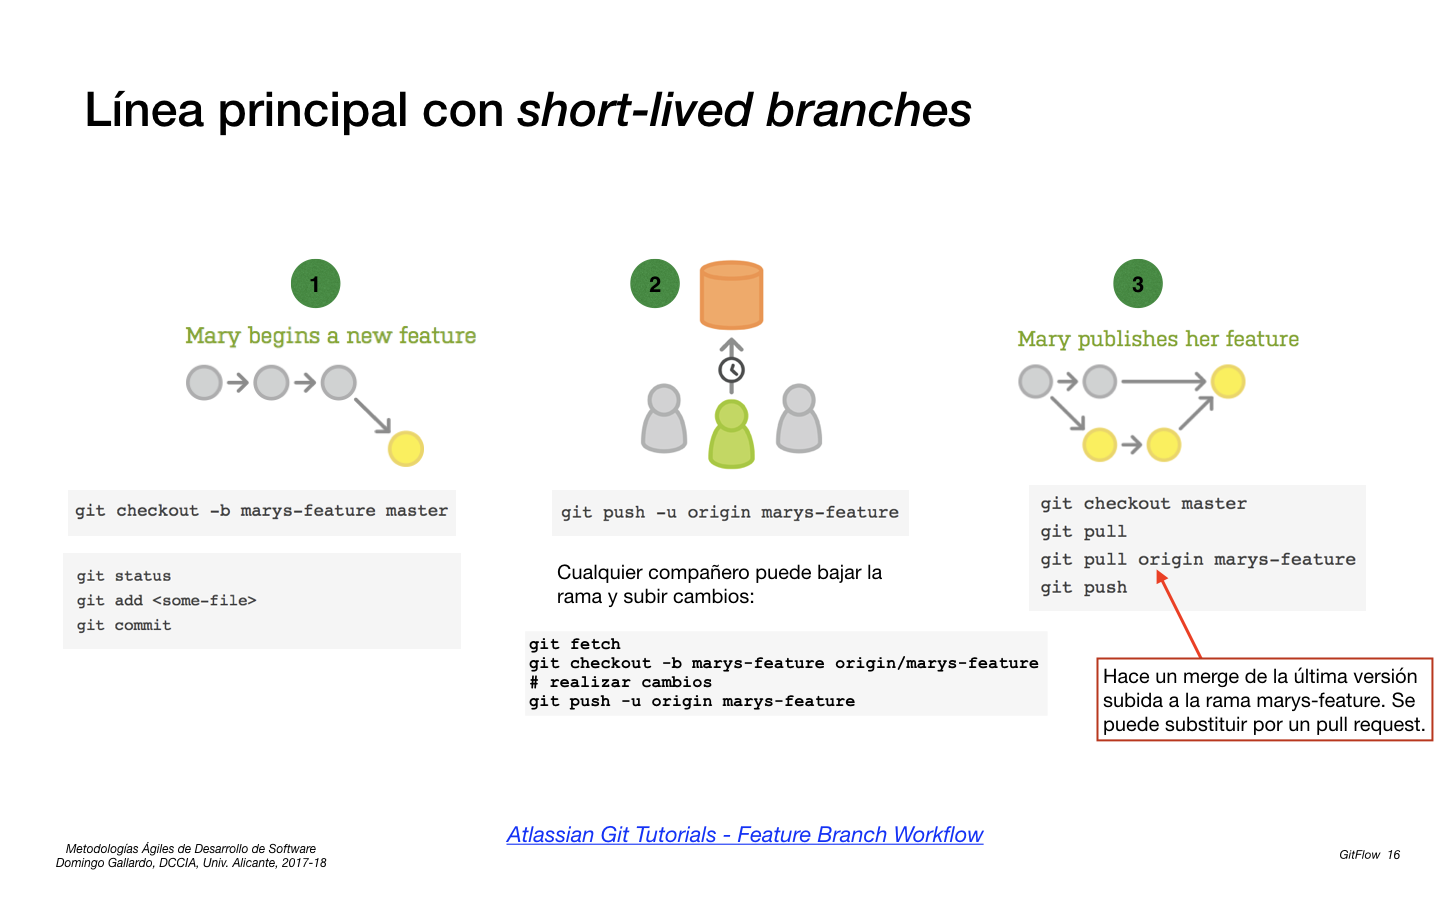 Línea principal con short-lived branches
1
Mary begins a new feature
git checkout -b marys-feature master
git status
git add <some-file>
git commit
2
git push -u origin marys-feature
Cualquier compañero puede bajar la
rama y subir cambios:
git fetch
git checkout -b marys-feature origin/marys-feature
# realizar cambios
git push -u origin marys-feature
3
Mary publishes her feature
git checkout master
git pull
git pull origin marys-feature
git push
Hace un merge de la última versión
subida a la rama marys-feature. Se
puede substituir por un pull request.
Atlassian Git Tutorials - Feature Branch Workflow
Metodologías Ágiles de Desarrollo de Software
Domingo Gallardo, DCCIA, Univ. Alicante, 2017-18
GitFlow 16